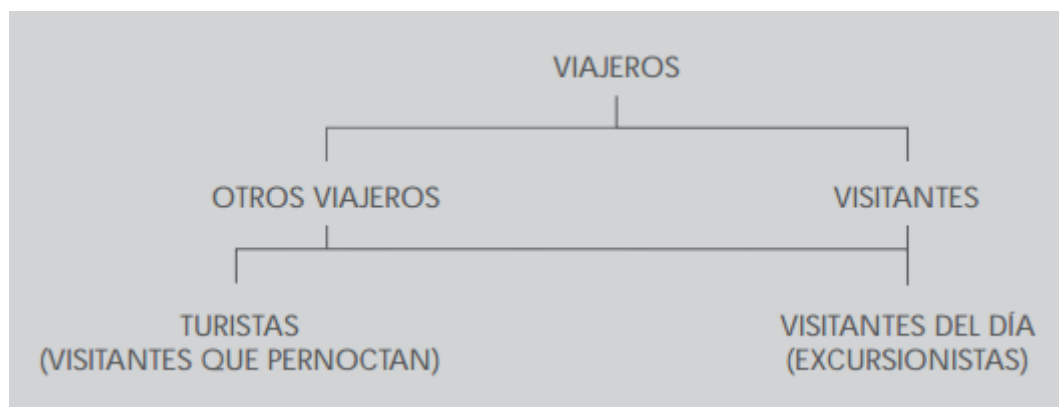 VIAJEROS
OTROS VIAJEROS
VISITANTES
TURISTAS
(VISITANTES QUE PERNOCTAN)
VISITANTES DEL DÍA
(EXCURSIONISTAS)